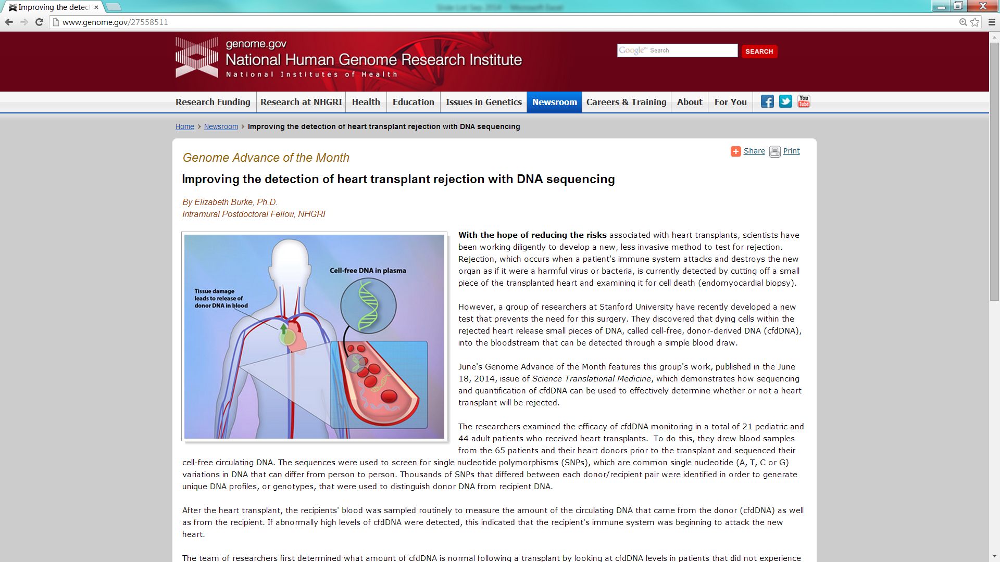 Improving the detect
Slide List Sep 2014 - Microsoft Excel
www.genome.gov/27558511
genome.gov
National Human Genome Research Institute
National Institutes of Health
Google™ Search
SEARCH
Research Funding Research at NHGRI Health Education Issues in Genetics Newsroom Careers & Training About For You You Tube
Home Newsroom Improving the detection of heart transplant rejection with DNA sequencing
Share Print
Genome Advance of the Month
Improving the detection of heart transplant rejection with DNA sequencing
By Elizabeth Burke, Ph.D.
Intramural Postdoctoral Fellow, NHGRI
Cell-free DNA in plasma
Tissue damage
leads to release of
donor DNA in blood
With the hope of reducing the risks associated with heart transplants, scientists have
been working diligently to develop a new, less invasive method to test for rejection.
Rejection, which occurs when a patient's immune system attacks and destroys the new
organ as if it were a harmful virus or bacteria, is currently detected by cutting off a small
piece of the transplanted heart and examining it for cell death (endomyocardial biopsy).
However, a group of researchers at Stanford University have recently developed a new
test that prevents the need for this surgery. They discovered that dying cells within the
rejected heart release small pieces of DNA, called cell-free, donor-derived DNA (cfdDNA),
into the bloodstream that can be detected through a simple blood draw.
June's Genome Advance of the Month features this group's work, published in the June
18, 2014, issue of Science Translational Medicine, which demonstrates how sequencing
and quantification of cfdDNA can be used to effectively determine whether or not a heart
transplant will be rejected.
The researchers examined the efficacy of cfdDNA monitoring in a total of 21 pediatric and
44 adult patients who received heart transplants.  To do this, they drew blood samples
from the 65 patients and their heart donors prior to the transplant and sequenced their
cell-free circulating DNA. The sequences were used to screen for single nucleotide polymorphisms (SNPs), which are common single nucleotide (A, T, C or G)
variations in DNA that can differ from person to person. Thousands of SNPs that differed between each donor/recipient pair were identified in order to generate
unique DNA profiles, or genotypes, that were used to distinguish donor DNA from recipient DNA.
After the heart transplant, the recipients' blood was sampled routinely to measure the amount of the circulating DNA that came from the donor (cfdDNA) as well
as from the recipient. If abnormally high levels of cfdDNA were detected, this indicated that the recipient's immune system was beginning to attack the new
heart.
The team of researchers first determined what amount of cfdDNA is normal following a transplant by looking at cfdDNA levels in patients that did not experience